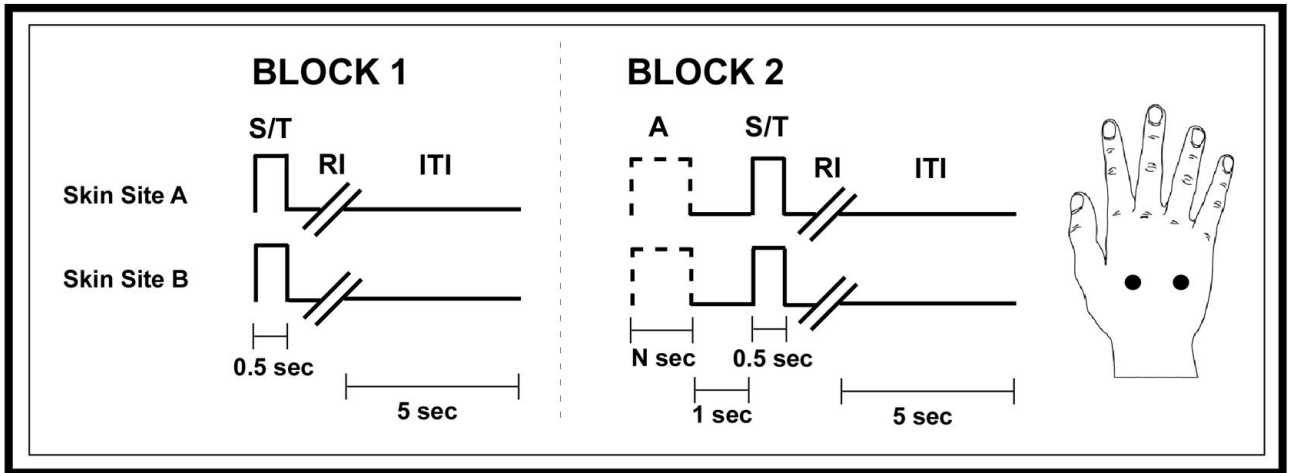 BLOCK 1
S/T
RI ITI
Skin Site A
Skin Site B
0.5 sec
5 sec
BLOCK 2
A S/T
RI ITI
N sec 0.5 sec
1 sec
5 sec